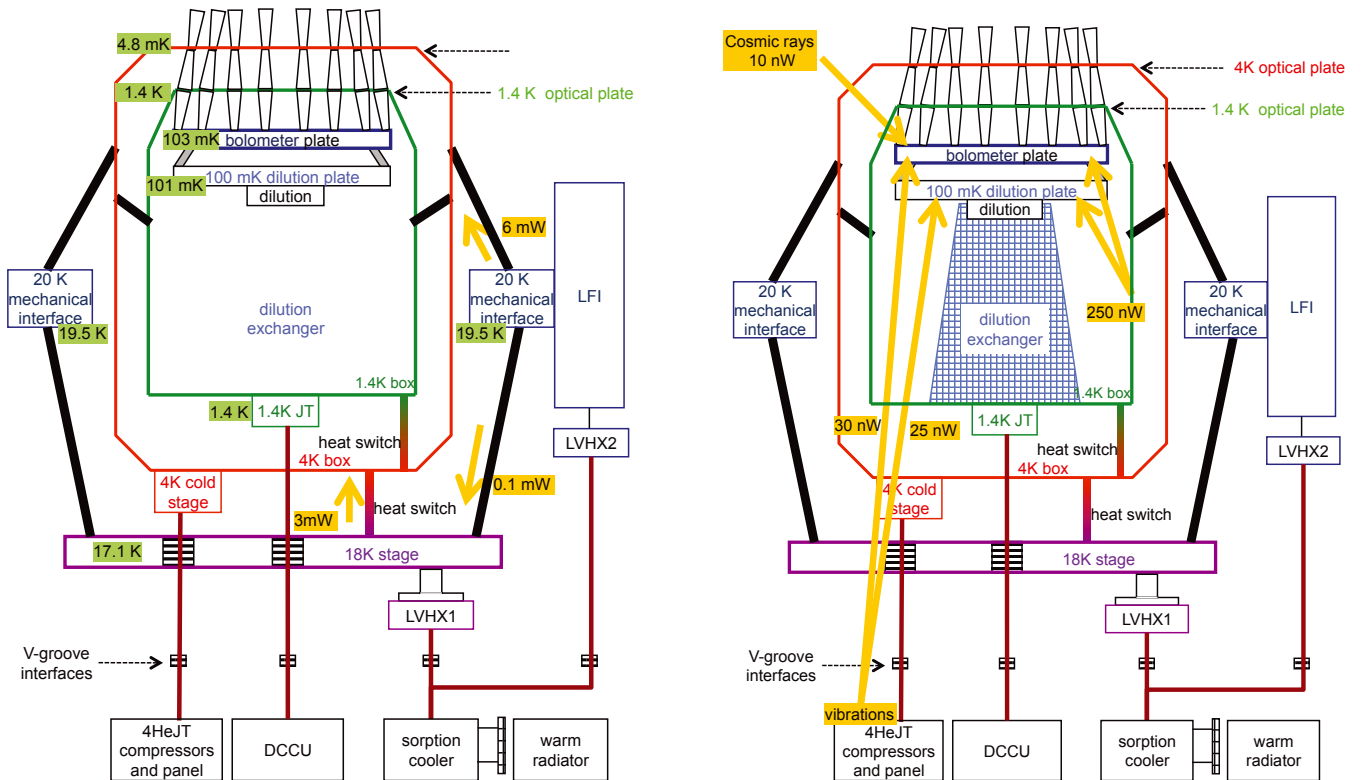 4.8 mK
1.4 K
1.4 K optical plate
103 mK
bolometer plate
101 mK
100 mK dilution plate
dilution
6 mW
20 K
mechanical
interface
19.5 K
dilution
exchanger
20 K
mechanical
interface
19.5 K
LFI
1.4K box
1.4 K
1.4K JT
heat switch
LVHX2
4K box
4K cold
stage
3mW
heat switch
0.1 mW
17.1 K
18K stage
LVHX1
V-groove
interfaces
4HeJT
compressors
and panel
DCCU
sorption
cooler
warm
radiator
Cosmic rays
10 nW
4K optical plate
1.4 K optical plate
bolometer plate
100 mK dilution plate
dilution
20 K
mechanical
interface
dilution
exchanger
250 nW
20 K
mechanical
interface
LFI
1.4K box
30 nW
25 nW
1.4K JT
heat switch
LVHX2
4K box
4K cold
stage
heat switch
18K stage
LVHX1
V-groove
interfaces
vibrations
4HeJT
compressors
and panel
DCCU
sorption
cooler
warm
radiator